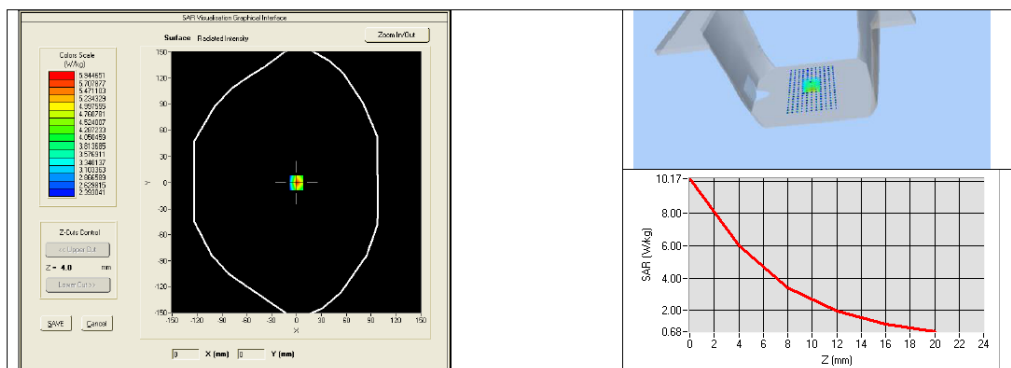 SAR Visualisation Graphical Interface
Surface Radiated Intensity
Zoom In/Out
Colors Scale
(W/kg)
5.944651
5.707877
5.471103
5.234329
4.997555
4.760781
4.524007
4.287233
4.050459
3.813685
3.576911
3.340137
3.103363
2.866589
2.629815
2.393041
Y
150
120
90
60
30
0
-30
-60
-90
-120
-150
-150 -120 -90 -60 -30 0 30 60 90 120 150
X
Z-Cuts Control
<< Upper Cut
Z = 4.0 mm
Lower Cut >>
SAVE Cancel
0 X (mm) 0 Y (mm)
SAR (W/kg)
10.17
8.00
6.00
4.00
2.00
0.68
0 2 4 6 8 10 12 14 16 18 20 22 24
Z (mm)